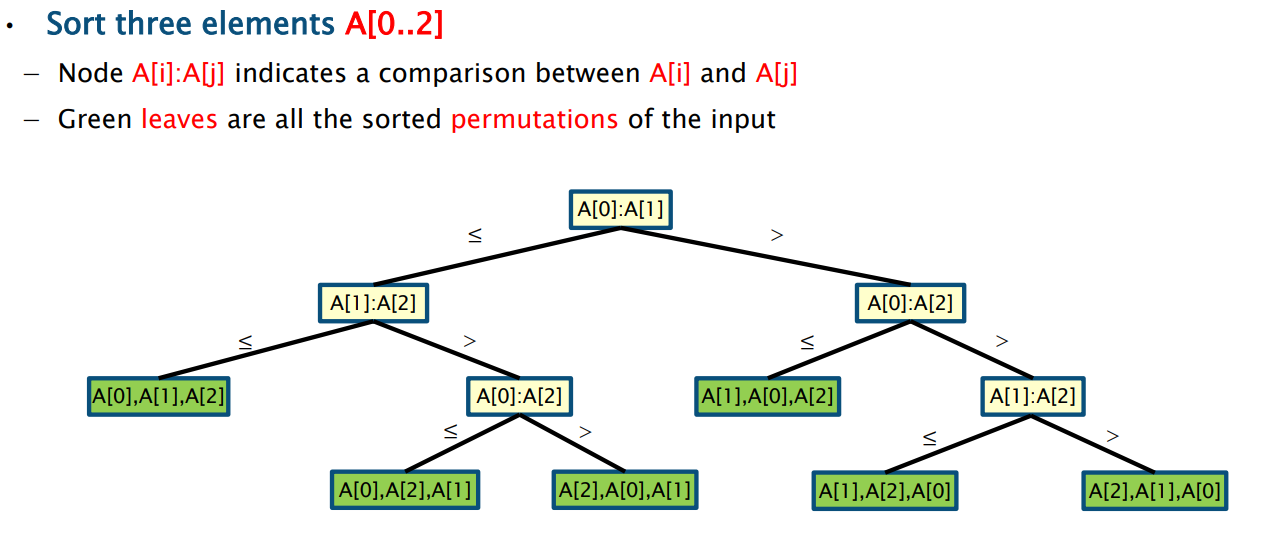 • Sort three elements A[0..2]
– Node A[i]:A[j] indicates a comparison between A[i] and A[j]
– Green leaves are all the sorted permutations of the input
A[0]:A[1]
≤ >
A[1]:A[2] A[0]:A[2]
≤ > ≤ >
A[0],A[1],A[2] A[0]:A[2] A[1],A[0],A[2] A[1]:A[2]
≤ > ≤ >
A[0],A[2],A[1] A[2],A[0],A[1] A[1],A[2],A[0] A[2],A[1],A[0]